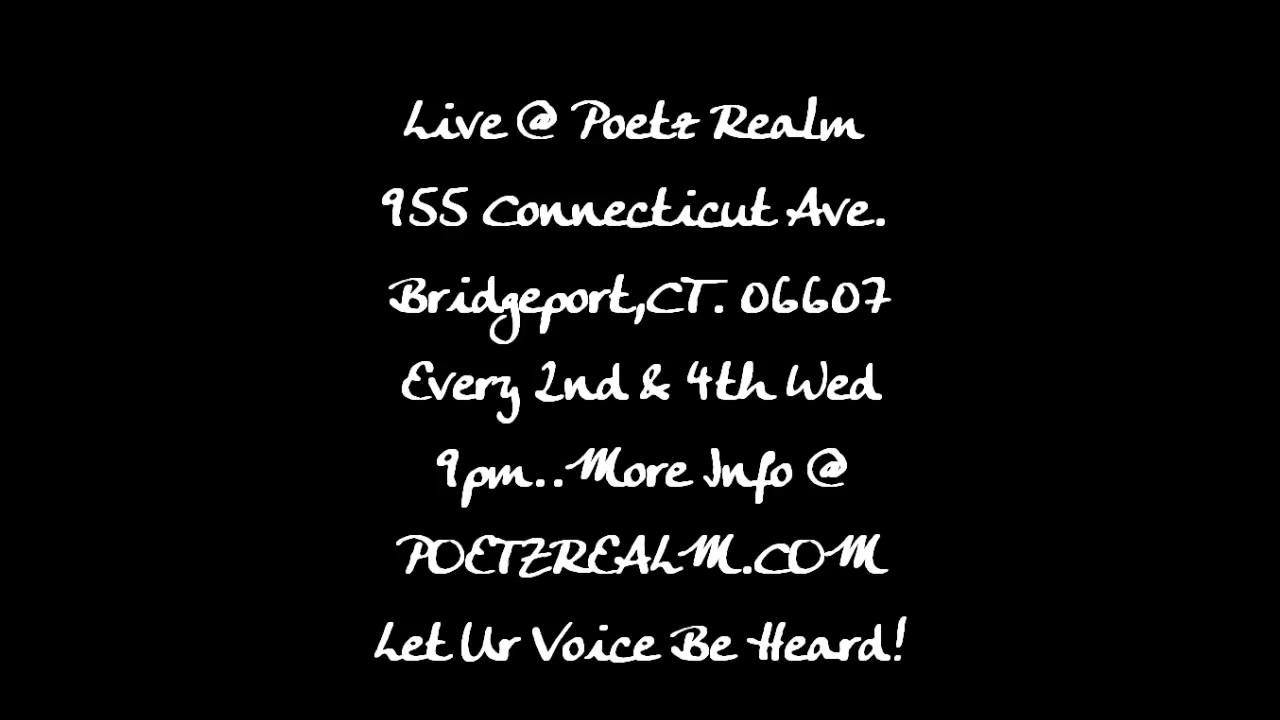 Live @ Poetz Realm
955 Connecticut Ave.
Bridgeport,CT. 06607
Every 2nd & 4th Wed
9pm..More Info @
POETZREALM.COM
Let Ur Voice Be Heard!